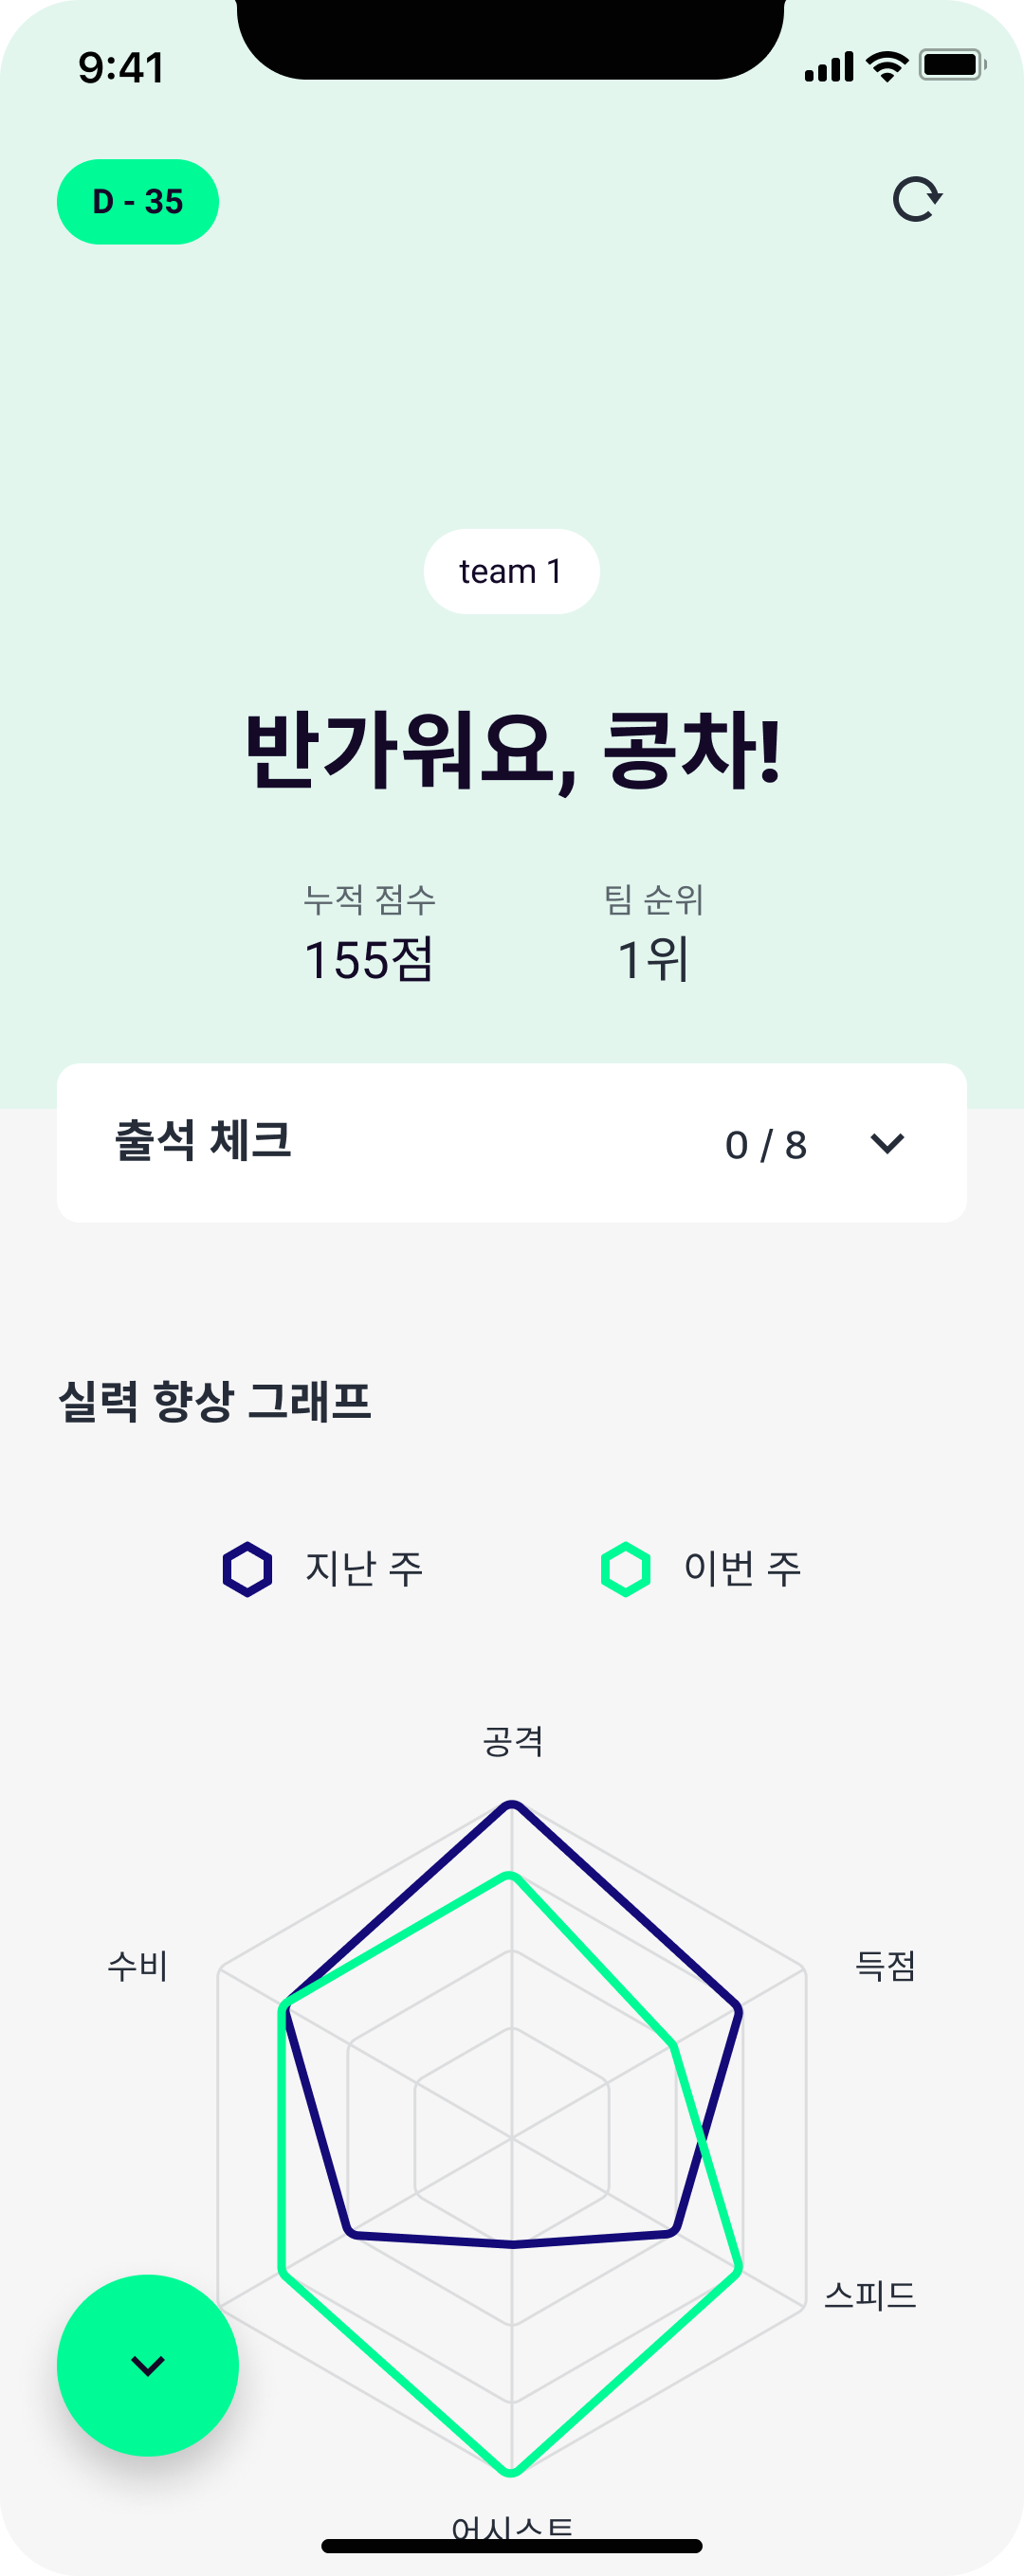 9:41
D - 35
team 1
반가워요, 콩차!
누적 점수 팀 순위
155점 1위
출석 체크 0 / 8
실력 향상 그래프
지난 주 이번 주
공격
수비 득점
스피드
어시스트